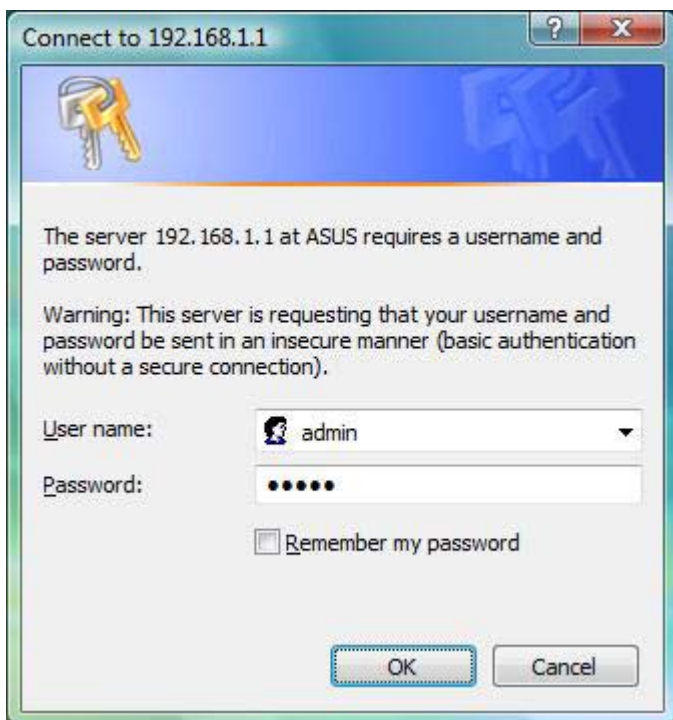 Connect to 192.168.1.1
?
X
The server 192.168.1.1 at ASUS requires a username and
password.
Warning: This server is requesting that your username and
password be sent in an insecure manner (basic authentication
without a secure connection).
User name: admin
Password: •••••
Remember my password
OK Cancel